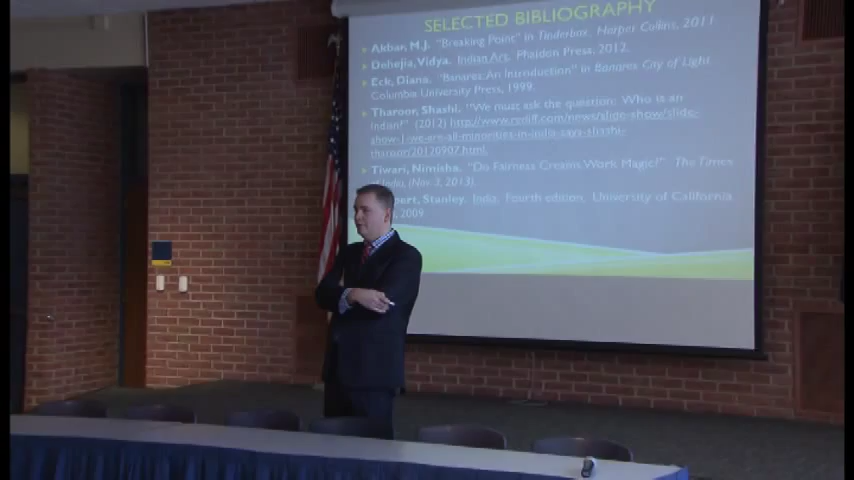 SELECTED BIBLIOGRAPHY
Akbar, M.J. "Breaking Point" in Tinderbox, Harper Collins, 2011
Dehejia, Vidya. Indian Art, Phaidon Press, 2012.
Eck, Diana. "Banares: An Introduction" in Banares City of Light.
Columbia University Press, 1999.
Tharoor, Shashi. "We must ask the question: Who is an
Indian?" (2012) http://www.rediff.com/news/slide-show/slide-
show-1-we-are-all-minorities-in-india-says-shashi-
tharoor/20120907.html.
Tiwari, Nimisha. "Do Fairness Creams Work Magic?" The Times
of India, (Nov. 3, 2013).
pert, Stanley. India. Fourth edition. University of California
2009